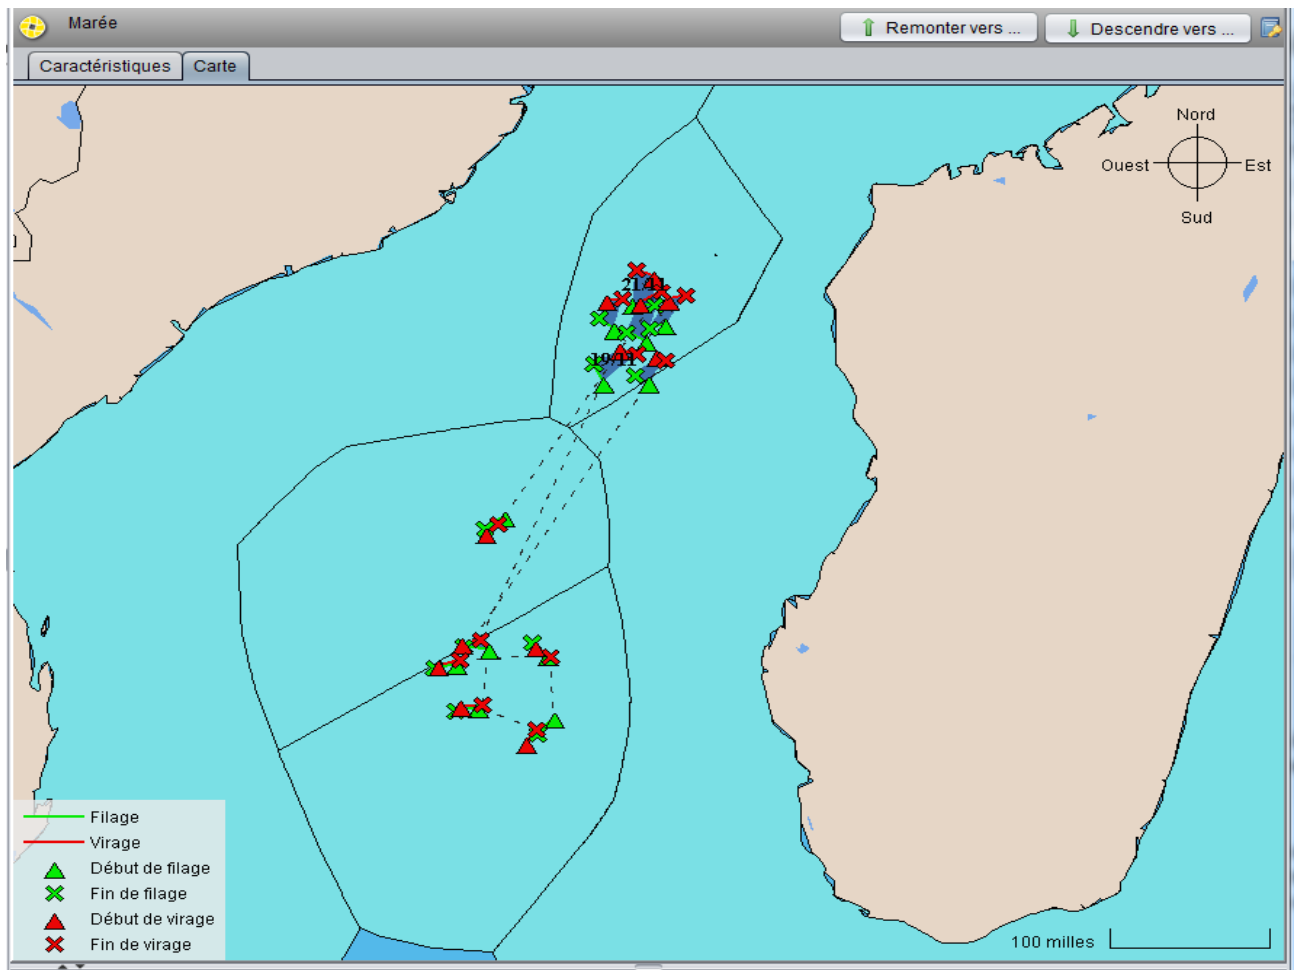 Marée
Remonter vers ...
Descendre vers ...
Caractéristiques
Carte
Nord
Ouest
Est
Sud
19/11
Filage
Virage
Début de filage
Fin de filage
Début de virage
Fin de virage
100 milles